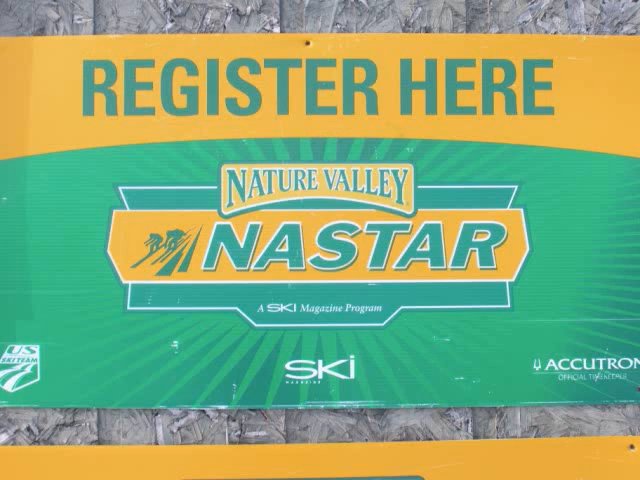 REGISTER HERE
NATURE VALLEY
NASTAR
A SKI Magazine Program
US
SKI TEAM
SKI
MAGAZINE
ACCUTRON
OFFICIAL TIMEKEEPER